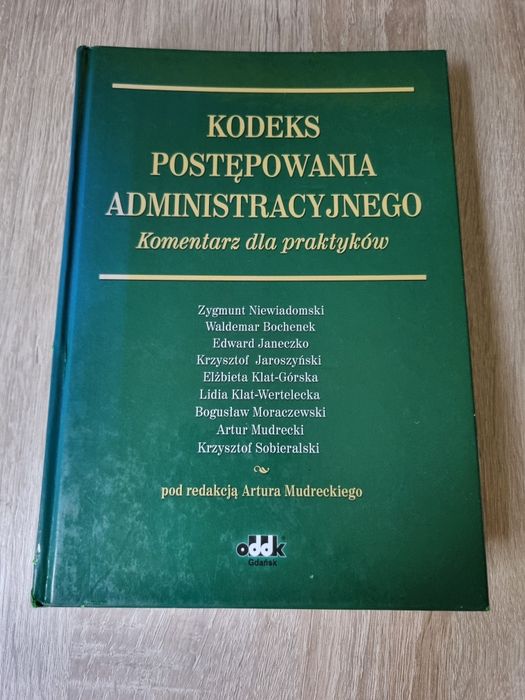 KODEKS
POSTĘPOWANIA
ADMINISTRACYJNEGO
Komentarz dla praktyków
Zygmunt Niewiadomski
Waldemar Bochenek
Edward Janeczko
Krzysztof Jaroszyński
Elżbieta Klat-Górska
Lidia Klat-Wertelecka
Bogusław Moraczewski
Artur Mudrecki
Krzysztof Sobieralski
pod redakcją Artura Mudreckiego
oddk
Gdańsk